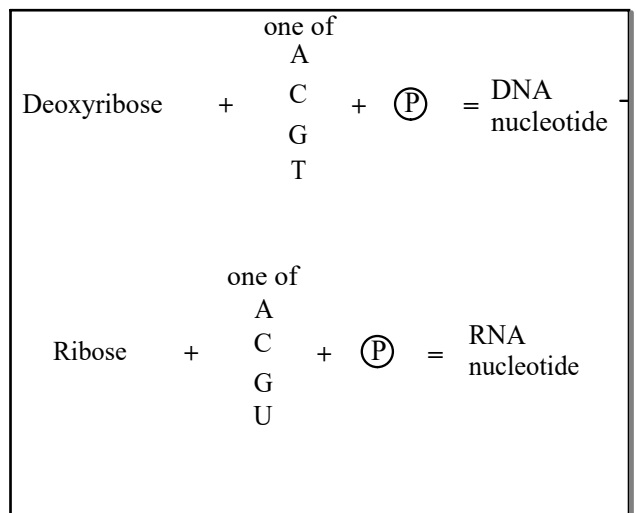 one of
A
C
G
T
Deoxyribose + + Ⓟ = DNA
nucleotide
one of
A
C
G
U
Ribose + + Ⓟ = RNA
nucleotide